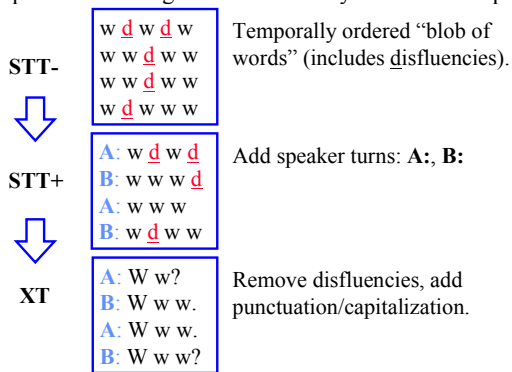 STT-
w d w d w
w w d w w
w w d w w
w d w w w
Temporally ordered “blob of
words” (includes disfluencies).
STT+
A: w d w d
B: w w w d
A: w w w
B: w d w w
Add speaker turns: A:, B:
XT
A: W w?
B: W w w.
A: W w w.
B: W w w?
Remove disfluencies, add
punctuation/capitalization.